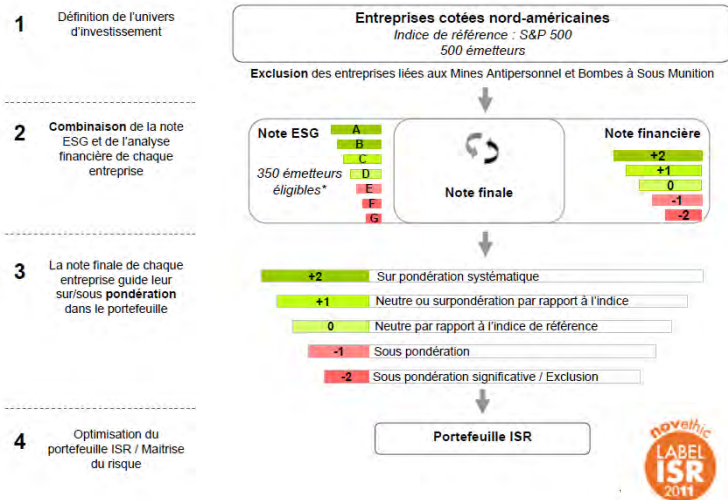 1
Définition de l'univers
d'investissement
Entreprises cotées nord-américaines
Indice de référence : S&P 500
500 émetteurs
Exclusion des entreprises liées aux Mines Antipersonnel et Bombes à Sous Munition
2
Combinaison de la note
ESG et de l'analyse
financière de chaque
entreprise
Note ESG
A
B
C
D
E
F
G
350 émetteurs
éligibles*
Note finale
Note financière
+2
+1
0
-1
-2
3
La note finale de chaque
entreprise guide leur
sur/sous pondération
dans le portefeuille
+2 Sur pondération systématique
+1 Neutre ou surpondération par rapport à l'indice
0 Neutre par rapport à l'indice de référence
-1 Sous pondération
-2 Sous pondération significative / Exclusion
4
Optimisation du
portefeuille ISR / Maitrise
du risque
Portefeuille ISR
novethic
LABEL
ISR
2011